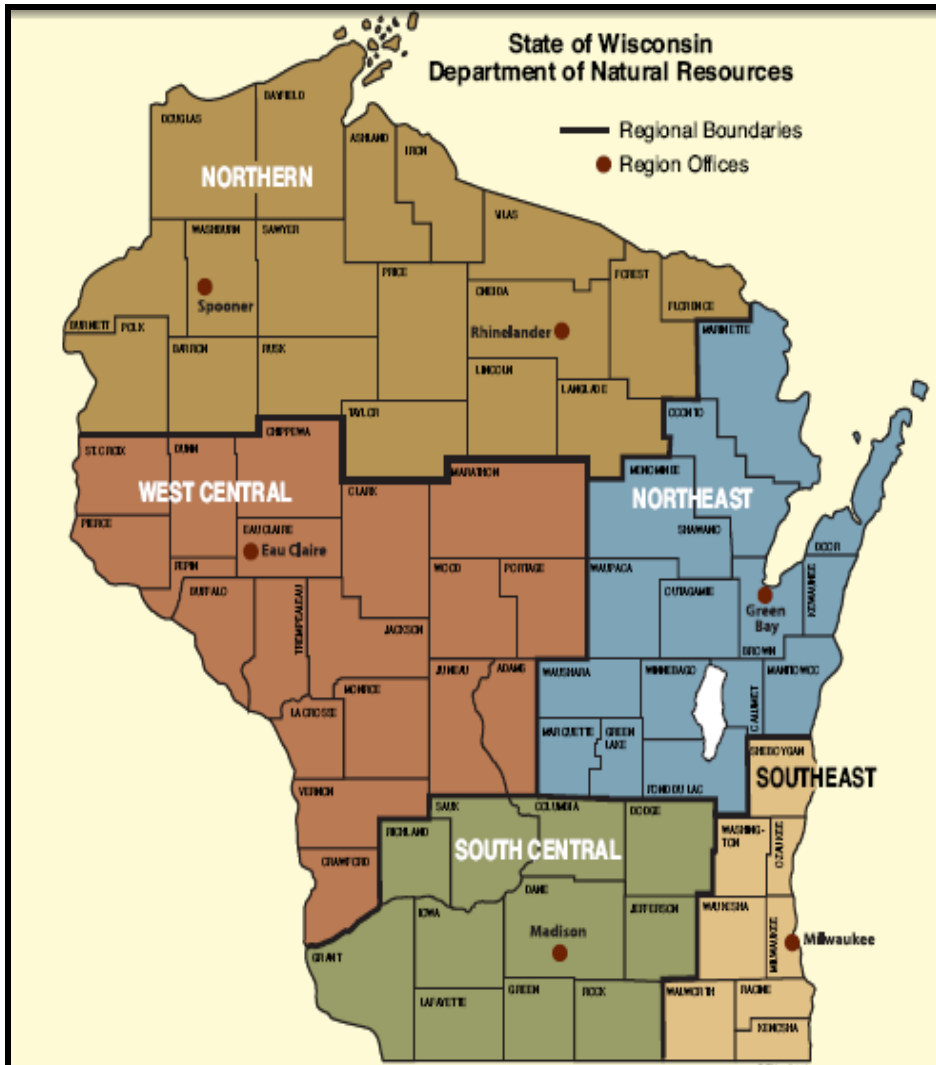 State of Wisconsin
Department of Natural Resources
Regional Boundaries
Region Offices
BAYFIELD
DOUGLAS
ASHLAND
IRON
NORTHERN
VILAS
WASHBURN
SAWYER
PRICE
FOREST
ONEIDA
Spooner
FLORENCE
BURNETT
POLK
Rhinelander
MARINETTE
BARRON
RUSK
LINCOLN
LANGLADE
TAYLOR
OCONTO
CHIPPEWA
ST. CROIX
DUNN
MARATHON
MENOMINEE
WEST CENTRAL
CLARK
NORTHEAST
PIERCE
EAU CLAIRE
SHAWANO
Eau Claire
DOOR
PEPIN
WOOD
PORTAGE
WAUPACA
BUFFALO
OUTAGAMIE
KEWAUNEE
Green
Bay
TREMPEALEAU
JACKSON
BROWN
JUNEAU
ADAMS
WAUSHARA
WINNEBAGO
MANITOWOC
MONROE
CALUMET
LA CROSSE
MARQUETTE
GREEN
LAKE
SHEBOYGAN
SOUTHEAST
VERNON
FOND DU LAC
SAUK
COLUMBIA
DODGE
RICHLAND
WASHING-
TON
OZAUKEE
SOUTH CENTRAL
CRAWFORD
DANE
IOWA
JEFFERSON
WAUKESHA
Madison
MILWAUKEE
Milwaukee
GRANT
LAFAYETTE
GREEN
ROCK
WALWORTH
RACINE
KENOSHA